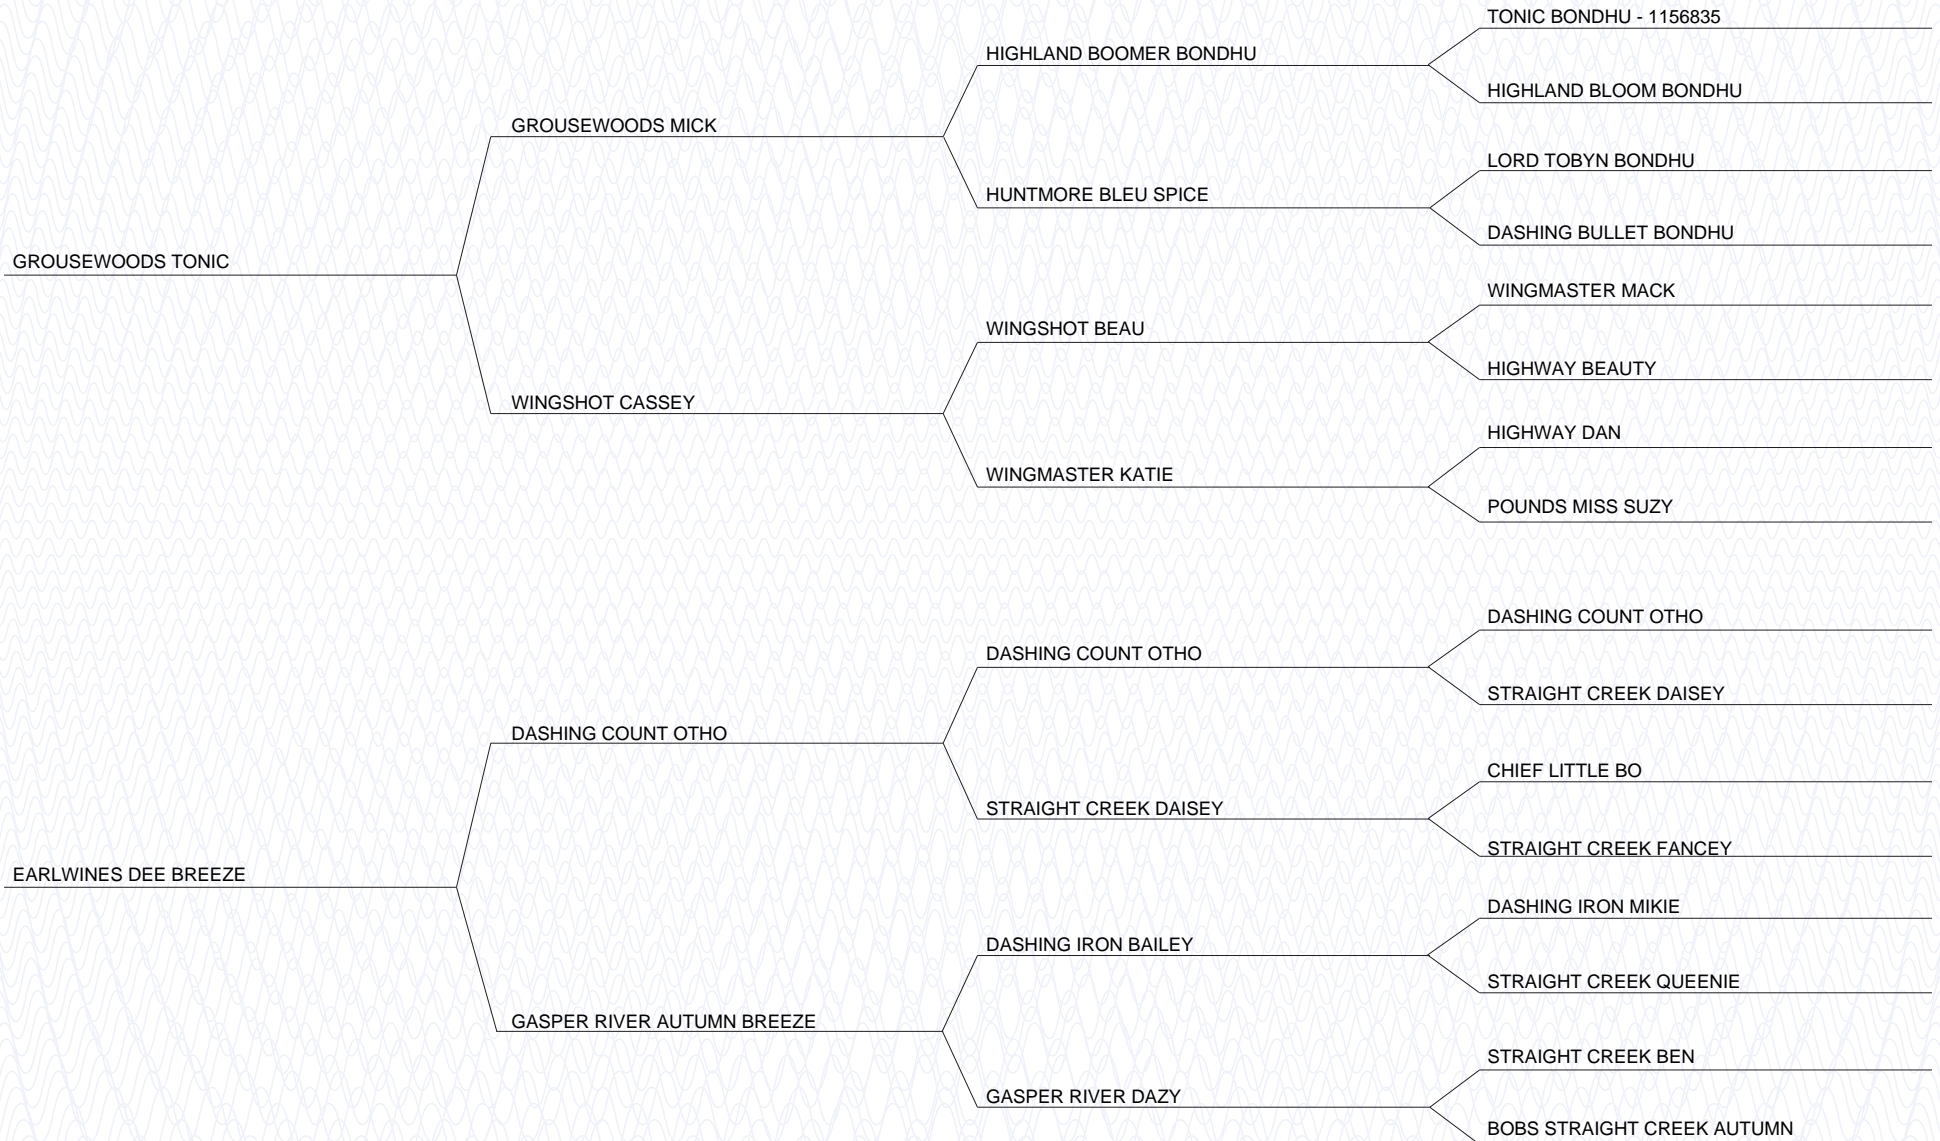 TONIC BONDHU - 1156835
HIGHLAND BOOMER BONDHU
HIGHLAND BLOOM BONDHU
GROUSEWOODS MICK
LORD TOBYN BONDHU
HUNTMORE BLEU SPICE
DASHING BULLET BONDHU
GROUSEWOODS TONIC
WINGMASTER MACK
WINGSHOT BEAU
HIGHWAY BEAUTY
WINGSHOT CASSEY
HIGHWAY DAN
WINGMASTER KATIE
POUNDS MISS SUZY
DASHING COUNT OTHO
DASHING COUNT OTHO
STRAIGHT CREEK DAISEY
DASHING COUNT OTHO
CHIEF LITTLE BO
STRAIGHT CREEK DAISEY
STRAIGHT CREEK FANCEY
EARLWINES DEE BREEZE
DASHING IRON MIKIE
DASHING IRON BAILEY
STRAIGHT CREEK QUEENIE
GASPER RIVER AUTUMN BREEZE
STRAIGHT CREEK BEN
GASPER RIVER DAZY
BOBS STRAIGHT CREEK AUTUMN